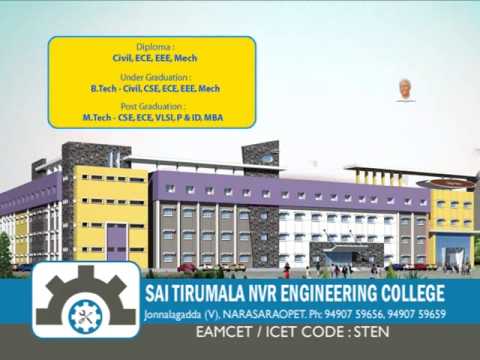 Diploma :
Civil, ECE, EEE, Mech
Under Graduation :
B.Tech - Civil, CSE, ECE, EEE, Mech
Post Graduation :
M.Tech - CSE, ECE, VLSI, P & ID, MBA
SAI TIRUMALA NVR ENGINEERING COLLEGE
Jonnalagadda (V), NARASARAOPET. Ph: 94907 59656, 94907 59659
EAMCET / ICET CODE : STEN